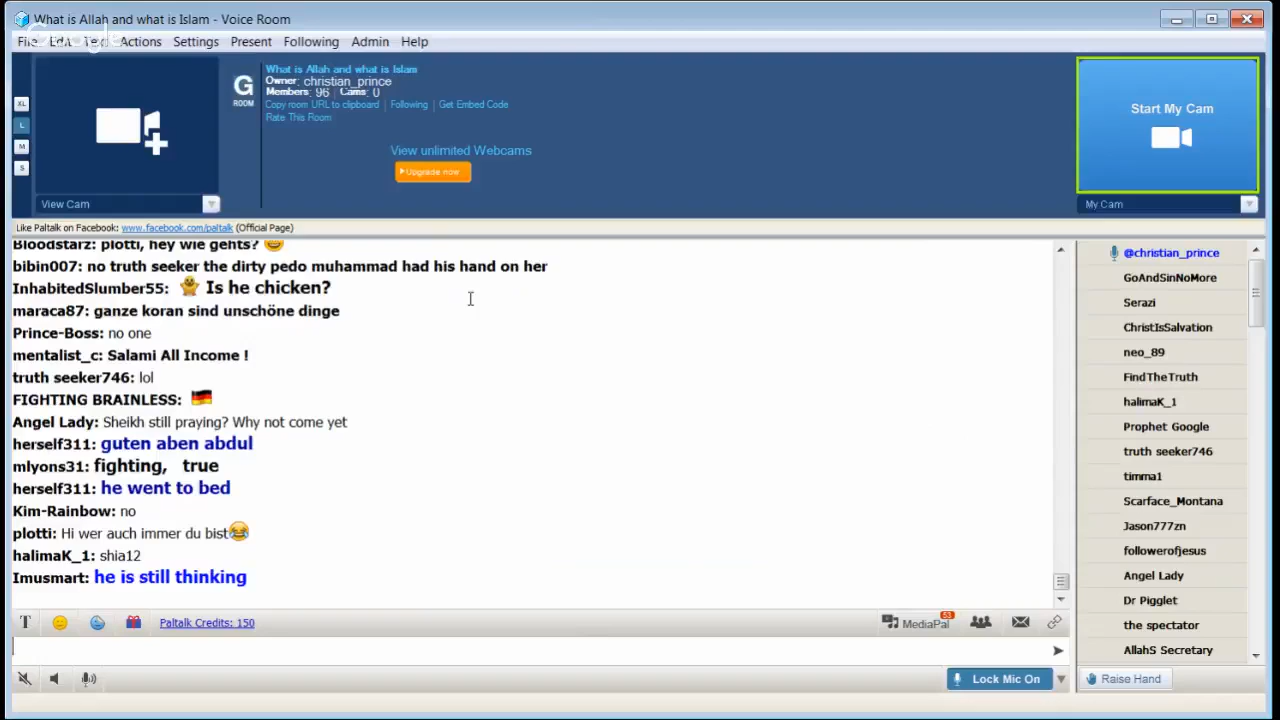 What is Allah and what is Islam - Voice Room
Google
File Edit Text Actions Settings Present Following Admin Help
XL
L
M
S
View Cam
G
ROOM
What is Allah and what is Islam
Owner: christian_prince
Members: 96 Cams: 0
Copy room URL to clipboard | Following | Get Embed Code
Rate This Room
View unlimited Webcams
Upgrade now
Start My Cam
My Cam
Like Paltalk on Facebook: www.facebook.com/paltalk (Official Page)
Bloodstarz: plotti, hey wie gehts?
bibin007: no truth seeker the dirty pedo muhammad had his hand on her
InhabitedSlumber55: Is he chicken?
maraca87: ganze koran sind unschöne dinge
Prince-Boss: no one
mentalist_c: Salami All Income !
truth seeker746: lol
FIGHTING BRAINLESS:
Angel Lady: Sheikh still praying? Why not come yet
herself311: guten aben abdul
mlyons31: fighting, true
herself311: he went to bed
Kim-Rainbow: no
plotti: Hi wer auch immer du bist
halimaK_1: shia12
Imusmart: he is still thinking
@christian_prince
GoAndSinNoMore
Serazi
ChristIsSalvation
neo_89
FindTheTruth
halimaK_1
Prophet Google
truth seeker746
timma1
Scarface_Montana
Jason777zn
followerofjesus
Angel Lady
Dr Pigglet
the spectator
AllahS Secretary
T
Paltalk Credits: 150
MediaPal 53
Lock Mic On
Raise Hand